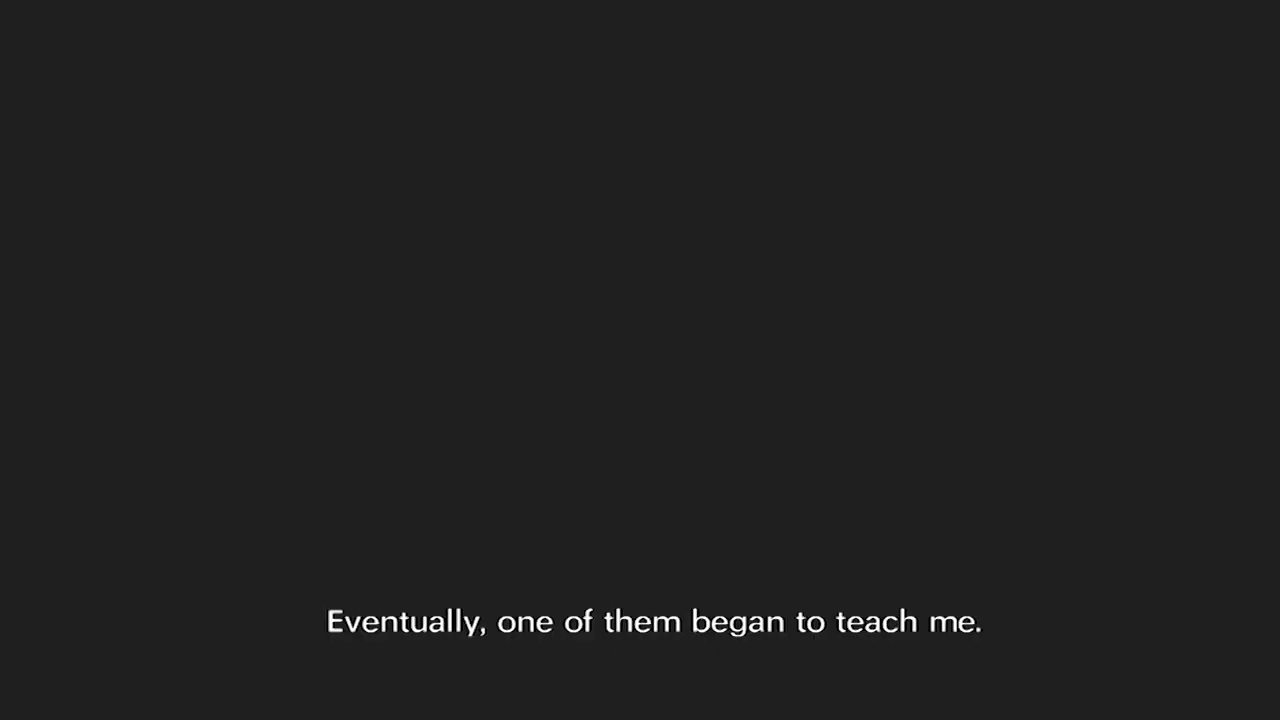 Eventually, one of them began to teach me.